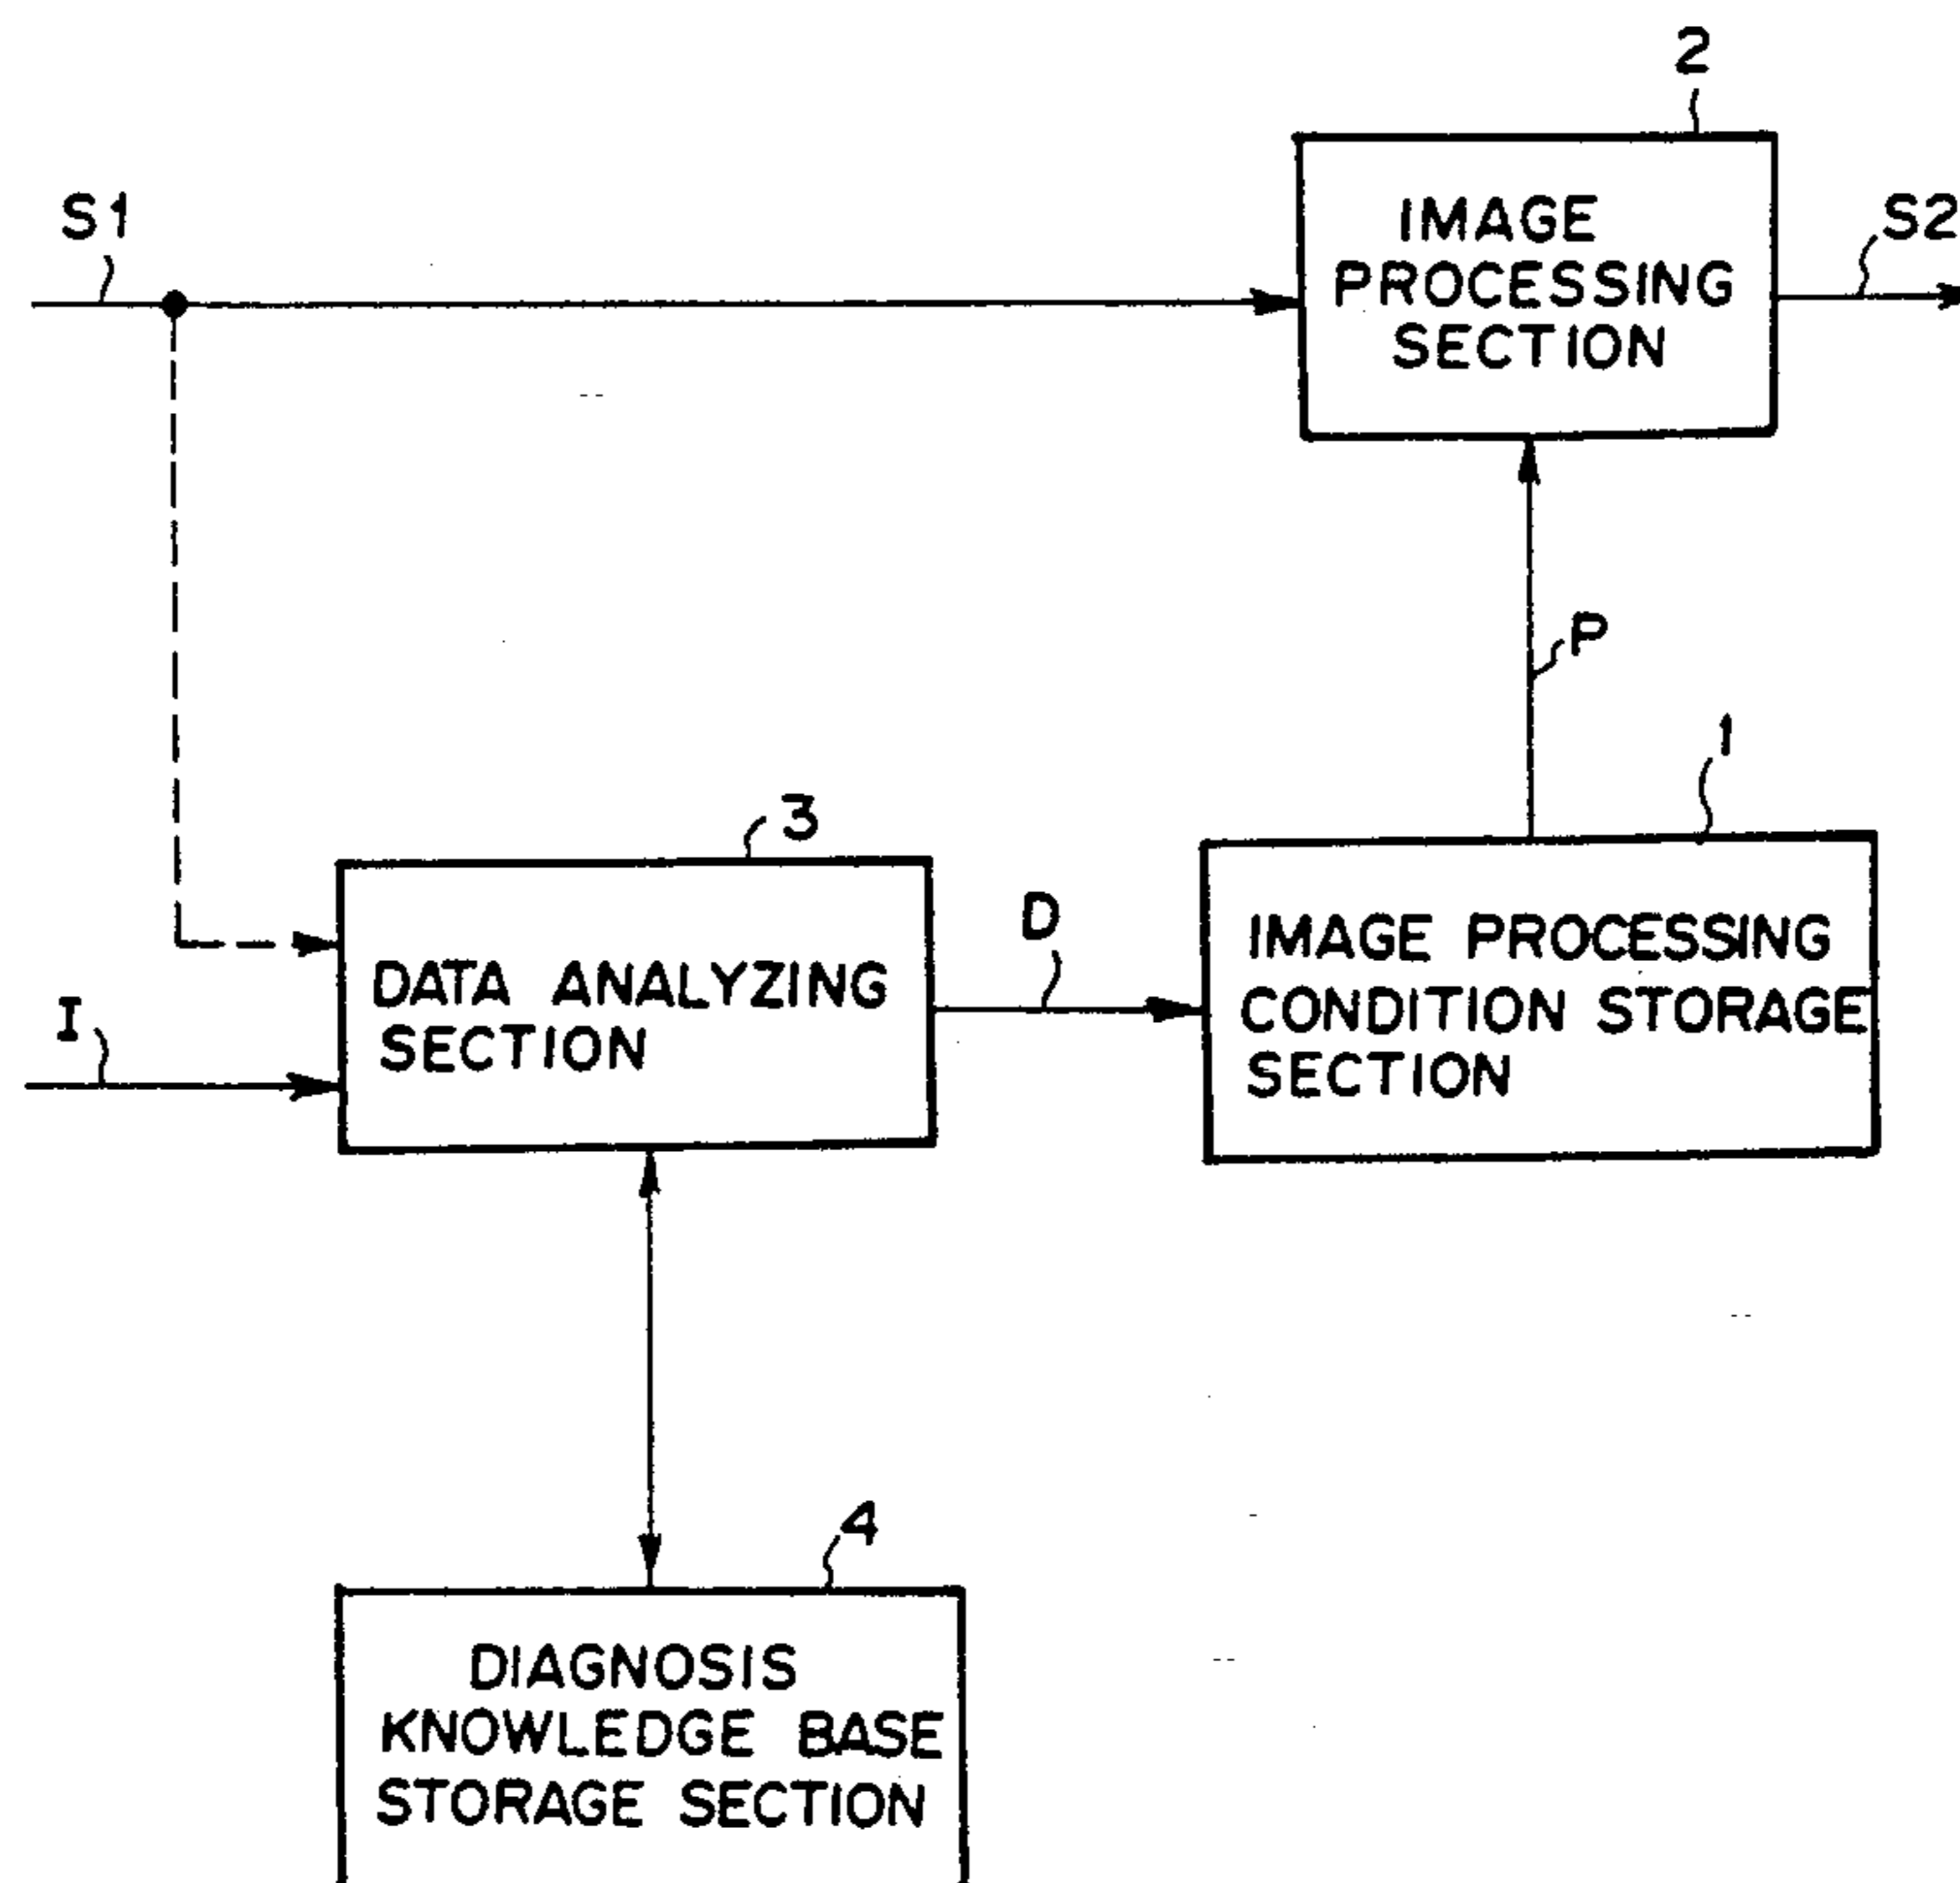 2
S1
IMAGE
PROCESSING
SECTION
S2
P
1
3
D
IMAGE PROCESSING
CONDITION STORAGE
SECTION
DATA ANALYZING
SECTION
I
4
DIAGNOSIS
KNOWLEDGE BASE
STORAGE SECTION